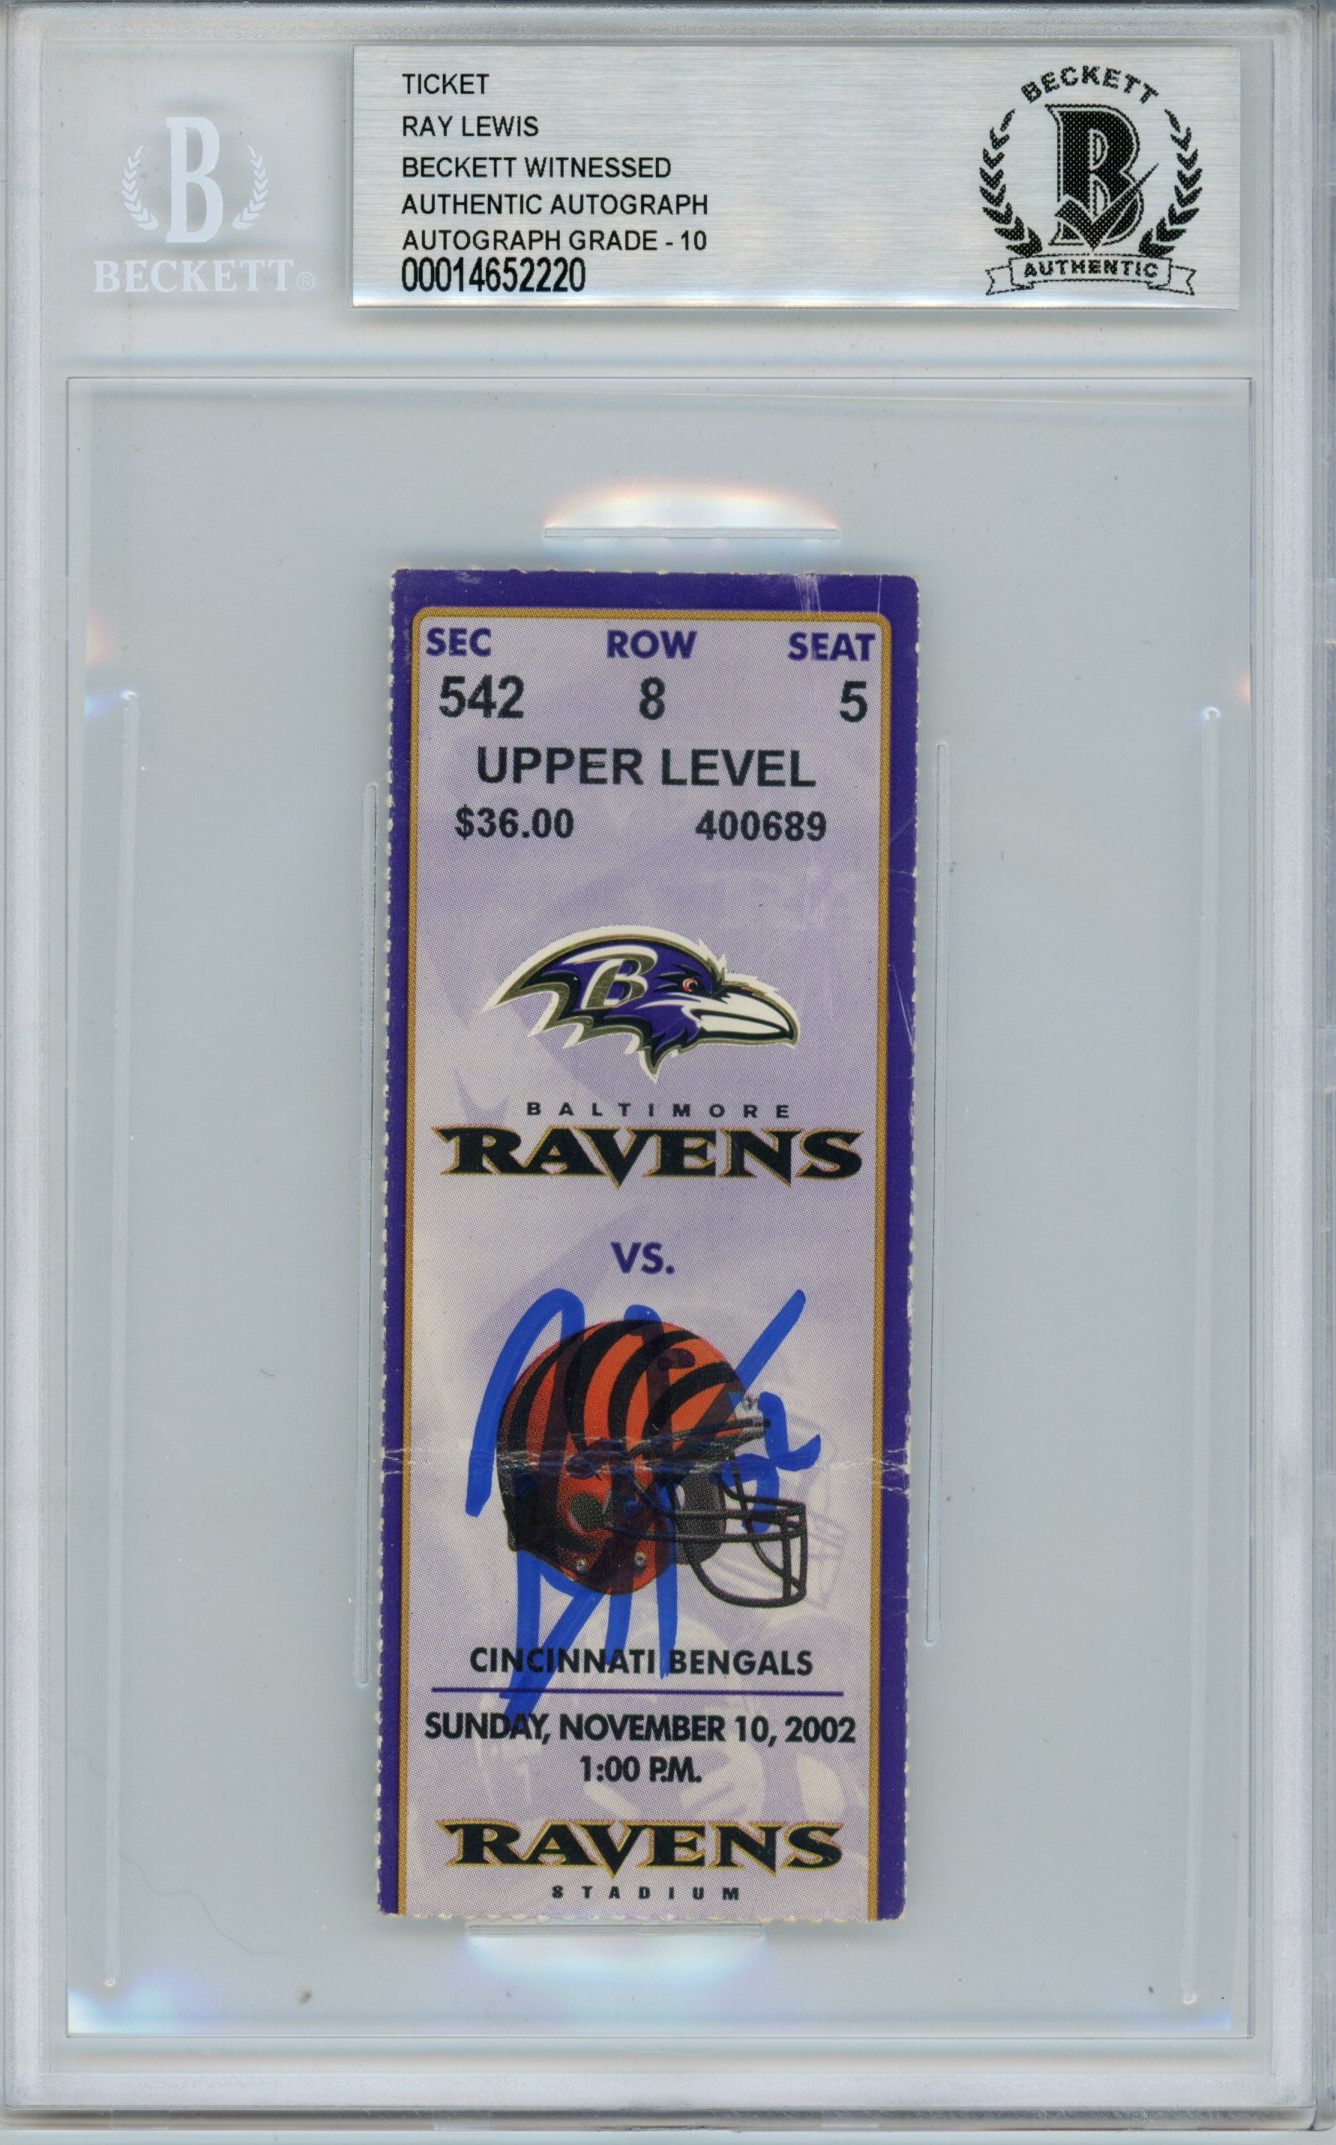 TICKET
RAY LEWIS
BECKETT WITNESSED
AUTHENTIC AUTOGRAPH
AUTOGRAPH GRADE - 10
00014652220
BECKETT
B
AUTHENTIC
B
BECKETT®
SEC ROW SEAT
542 8 5
UPPER LEVEL
$36.00 400689
B
BALTIMORE
RAVENS
VS.
CINCINNATI BENGALS
SUNDAY, NOVEMBER 10, 2002
1:00 P.M.
RAVENS
STADIUM